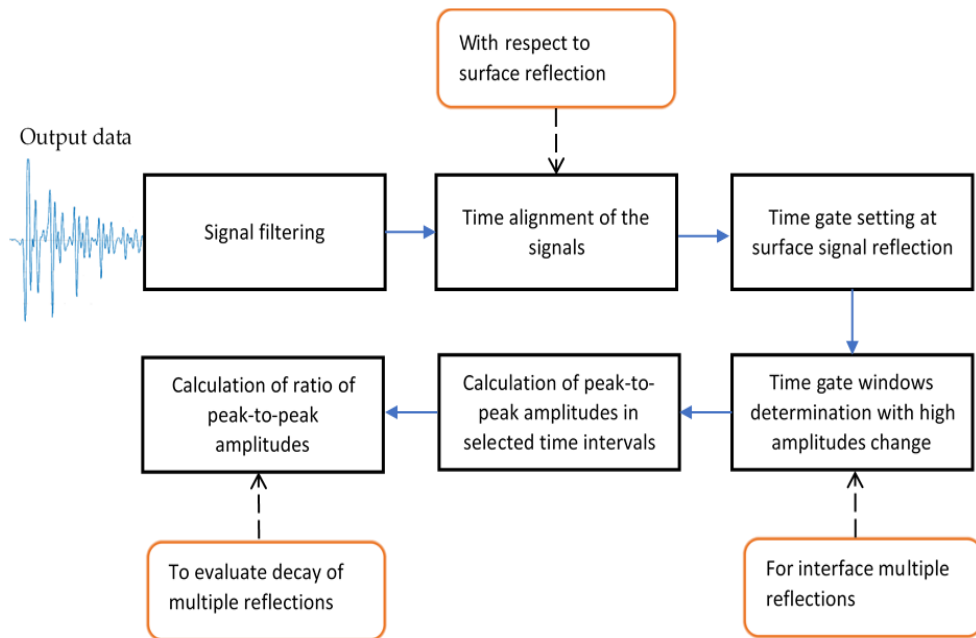 With respect to
surface reflection
Output data
Signal filtering
Time alignment of the
signals
Time gate setting at
surface signal reflection
Time gate windows
determination with high
amplitudes change
Calculation of peak-to-
peak amplitudes in
selected time intervals
Calculation of ratio of
peak-to-peak
amplitudes
To evaluate decay of
multiple reflections
For interface multiple
reflections